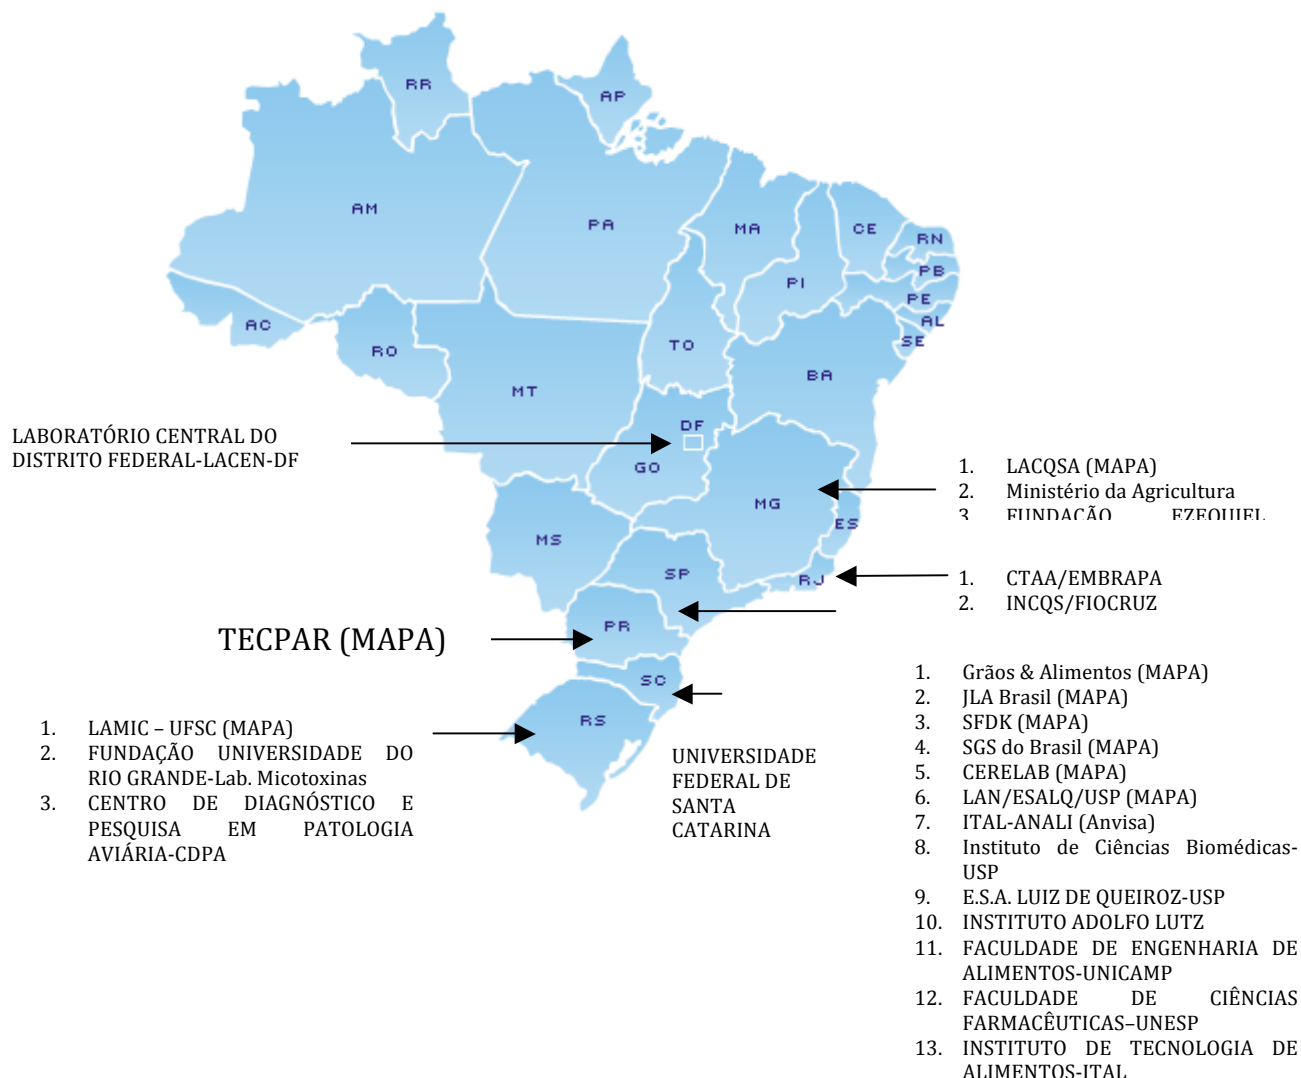 RR
AP
AM
PA
MA
CE
RN
PB
PI
PE
AL
SE
AC
RO
TO
BA
MT
DF
GO
MG
ES
MS
SP
RJ
PR
SC
RS
LABORATÓRIO CENTRAL DO
DISTRITO FEDERAL-LACEN-DF
1. LACQSA (MAPA)
2. Ministério da Agricultura
3 FUNDAÇÃO EZEQUIEL
1. CTAA/EMBRAPA
2. INCQS/FIOCRUZ
TECPAR (MAPA)
1. LAMIC – UFSC (MAPA)
2. FUNDAÇÃO UNIVERSIDADE DO
RIO GRANDE-Lab. Micotoxinas
3. CENTRO DE DIAGNÓSTICO E
PESQUISA EM PATOLOGIA
AVIÁRIA-CDPA
UNIVERSIDADE
FEDERAL DE
SANTA
CATARINA
1. Grãos & Alimentos (MAPA)
2. JLA Brasil (MAPA)
3. SFDK (MAPA)
4. SGS do Brasil (MAPA)
5. CERELAB (MAPA)
6. LAN/ESALQ/USP (MAPA)
7. ITAL-ANALI (Anvisa)
8. Instituto de Ciências Biomédicas-
USP
9. E.S.A. LUIZ DE QUEIROZ-USP
10. INSTITUTO ADOLFO LUTZ
11. FACULDADE DE ENGENHARIA DE
ALIMENTOS-UNICAMP
12. FACULDADE DE CIÊNCIAS
FARMACÊUTICAS–UNESP
13. INSTITUTO DE TECNOLOGIA DE
ALIMENTOS-ITAL